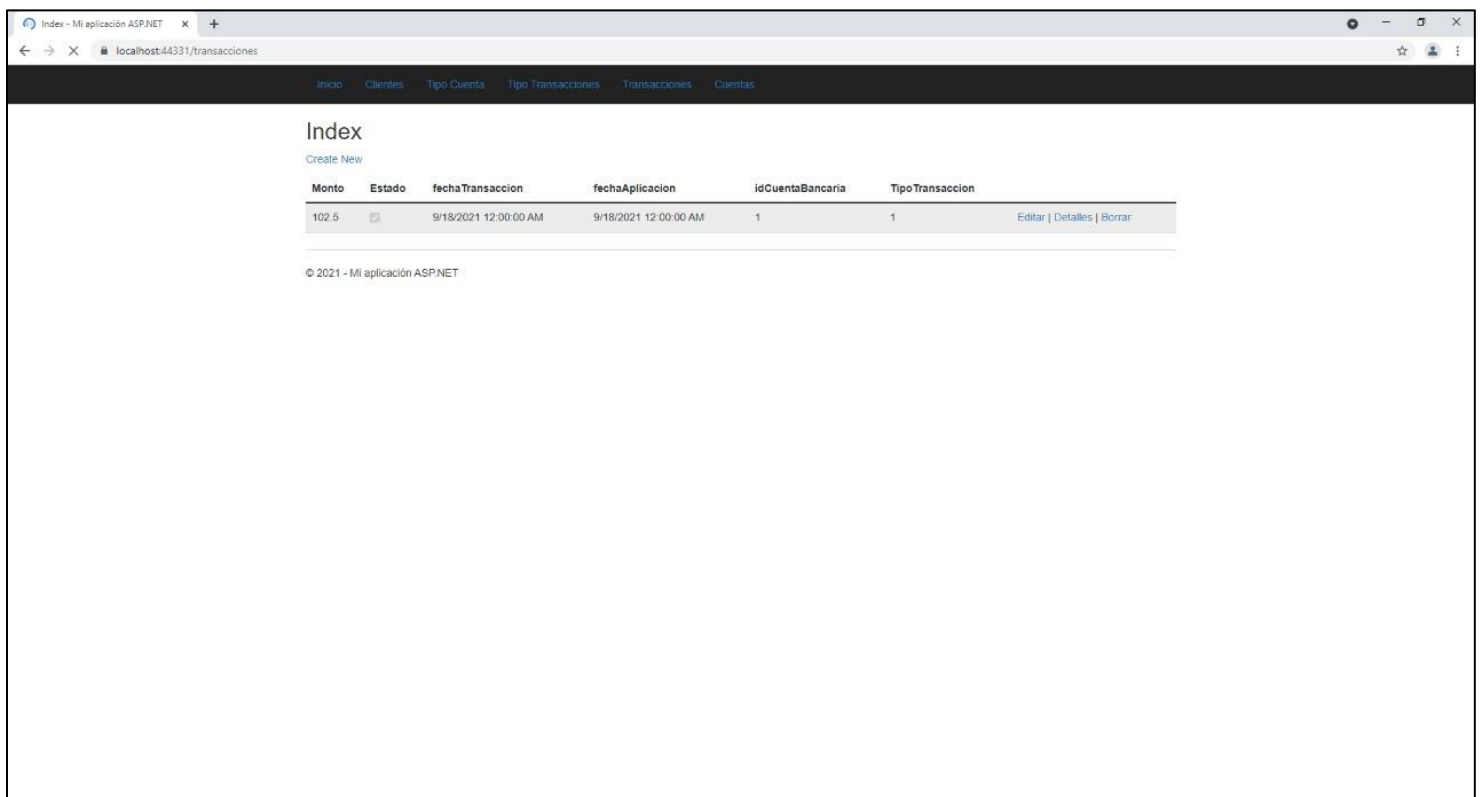 Index - Mi aplicación ASP.NET
localhost:44331/transacciones
Inicio Clientes Tipo Cuenta Tipo Transacciones Transacciones Cuentas
Index
Create New
Monto Estado fechaTransaccion fechaAplicacion idCuentaBancaria TipoTransaccion
102.5 9/18/2021 12:00:00 AM 9/18/2021 12:00:00 AM 1 1 Editar | Detalles | Borrar
© 2021 - Mi aplicación ASP.NET